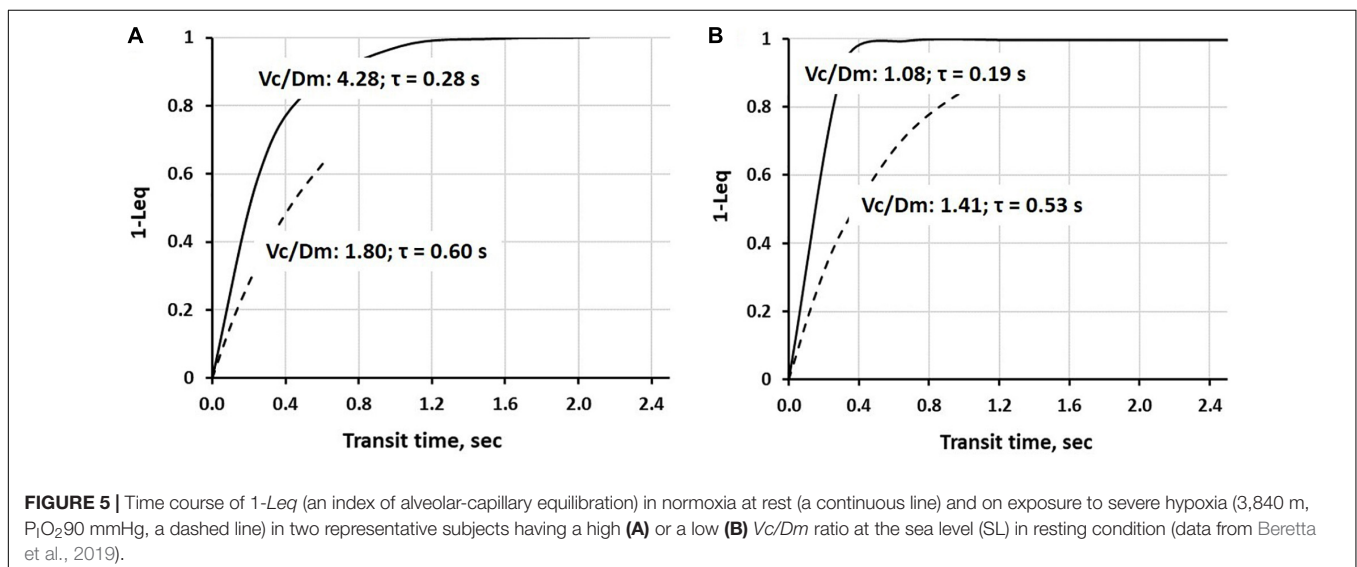 A
1-Leq
1
0.8
0.6
0.4
0.2
0
Vc/Dm: 4.28; τ = 0.28 s
Vc/Dm: 1.80; τ = 0.60 s
0.0 0.4 0.8 1.2 1.6 2.0 2.4
Transit time, sec
B
1-Leq
1
0.8
0.6
0.4
0.2
0
Vc/Dm: 1.08; τ = 0.19 s
Vc/Dm: 1.41; τ = 0.53 s
0.0 0.4 0.8 1.2 1.6 2.0 2.4
Transit time, sec
FIGURE 5 | Time course of 1-Leq (an index of alveolar-capillary equilibration) in normoxia at rest (a continuous line) and on exposure to severe hypoxia (3,840 m,
PIO290 mmHg, a dashed line) in two representative subjects having a high (A) or a low (B) Vc/Dm ratio at the sea level (SL) in resting condition (data from Beretta
et al., 2019).